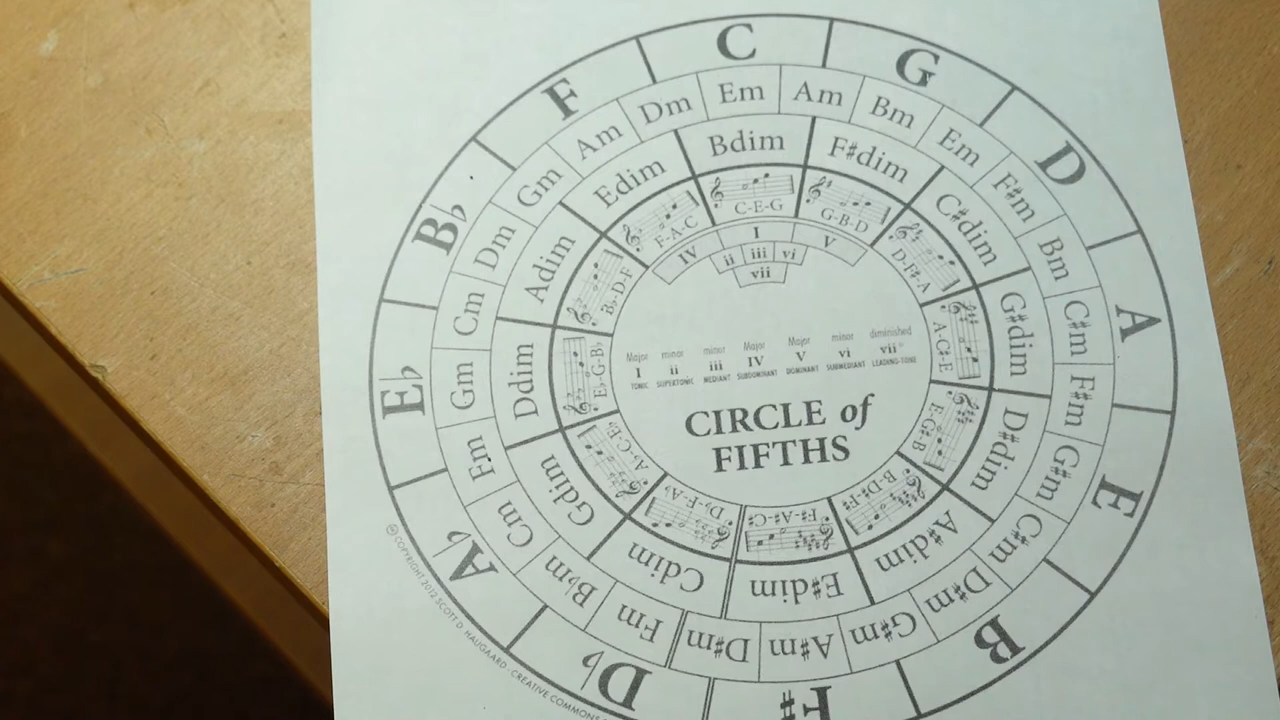 C
G
D
A
E
B
F♯
D♭
A♭
E♭
B♭
F
Em
Am
Bm
Em
F♯m
Bm
C♯m
F♯m
G♯m
C♯m
D♯m
G♯m
A♯m
D♯m
Fm
B♭m
Cm
Fm
Gm
Cm
Dm
Gm
Am
Dm
Bdim
F♯dim
C♯dim
G♯dim
D♯dim
A♯dim
E♯dim
Cdim
Gdim
Ddim
Adim
Edim
C-E-G
G-B-D
D-F♯-A
A-C♯-E
E-G♯-B
B-D♯-F♯
F♯-A♯-C♯
D♭-F-A♭
A♭-C-E♭
E♭-G-B♭
B♭-D-F
F-A-C
IV I V
ii iii vi
vii
Major minor minor Major Major minor diminished
I ii iii IV V vi vii°
TONIC SUPERTONIC MEDIANT SUBDOMINANT DOMINANT SUBMEDIANT LEADING-TONE
CIRCLE of
FIFTHS
© COPYRIGHT 2012 SCOTT D. HAUGAARD - CREATIVE COMMONS